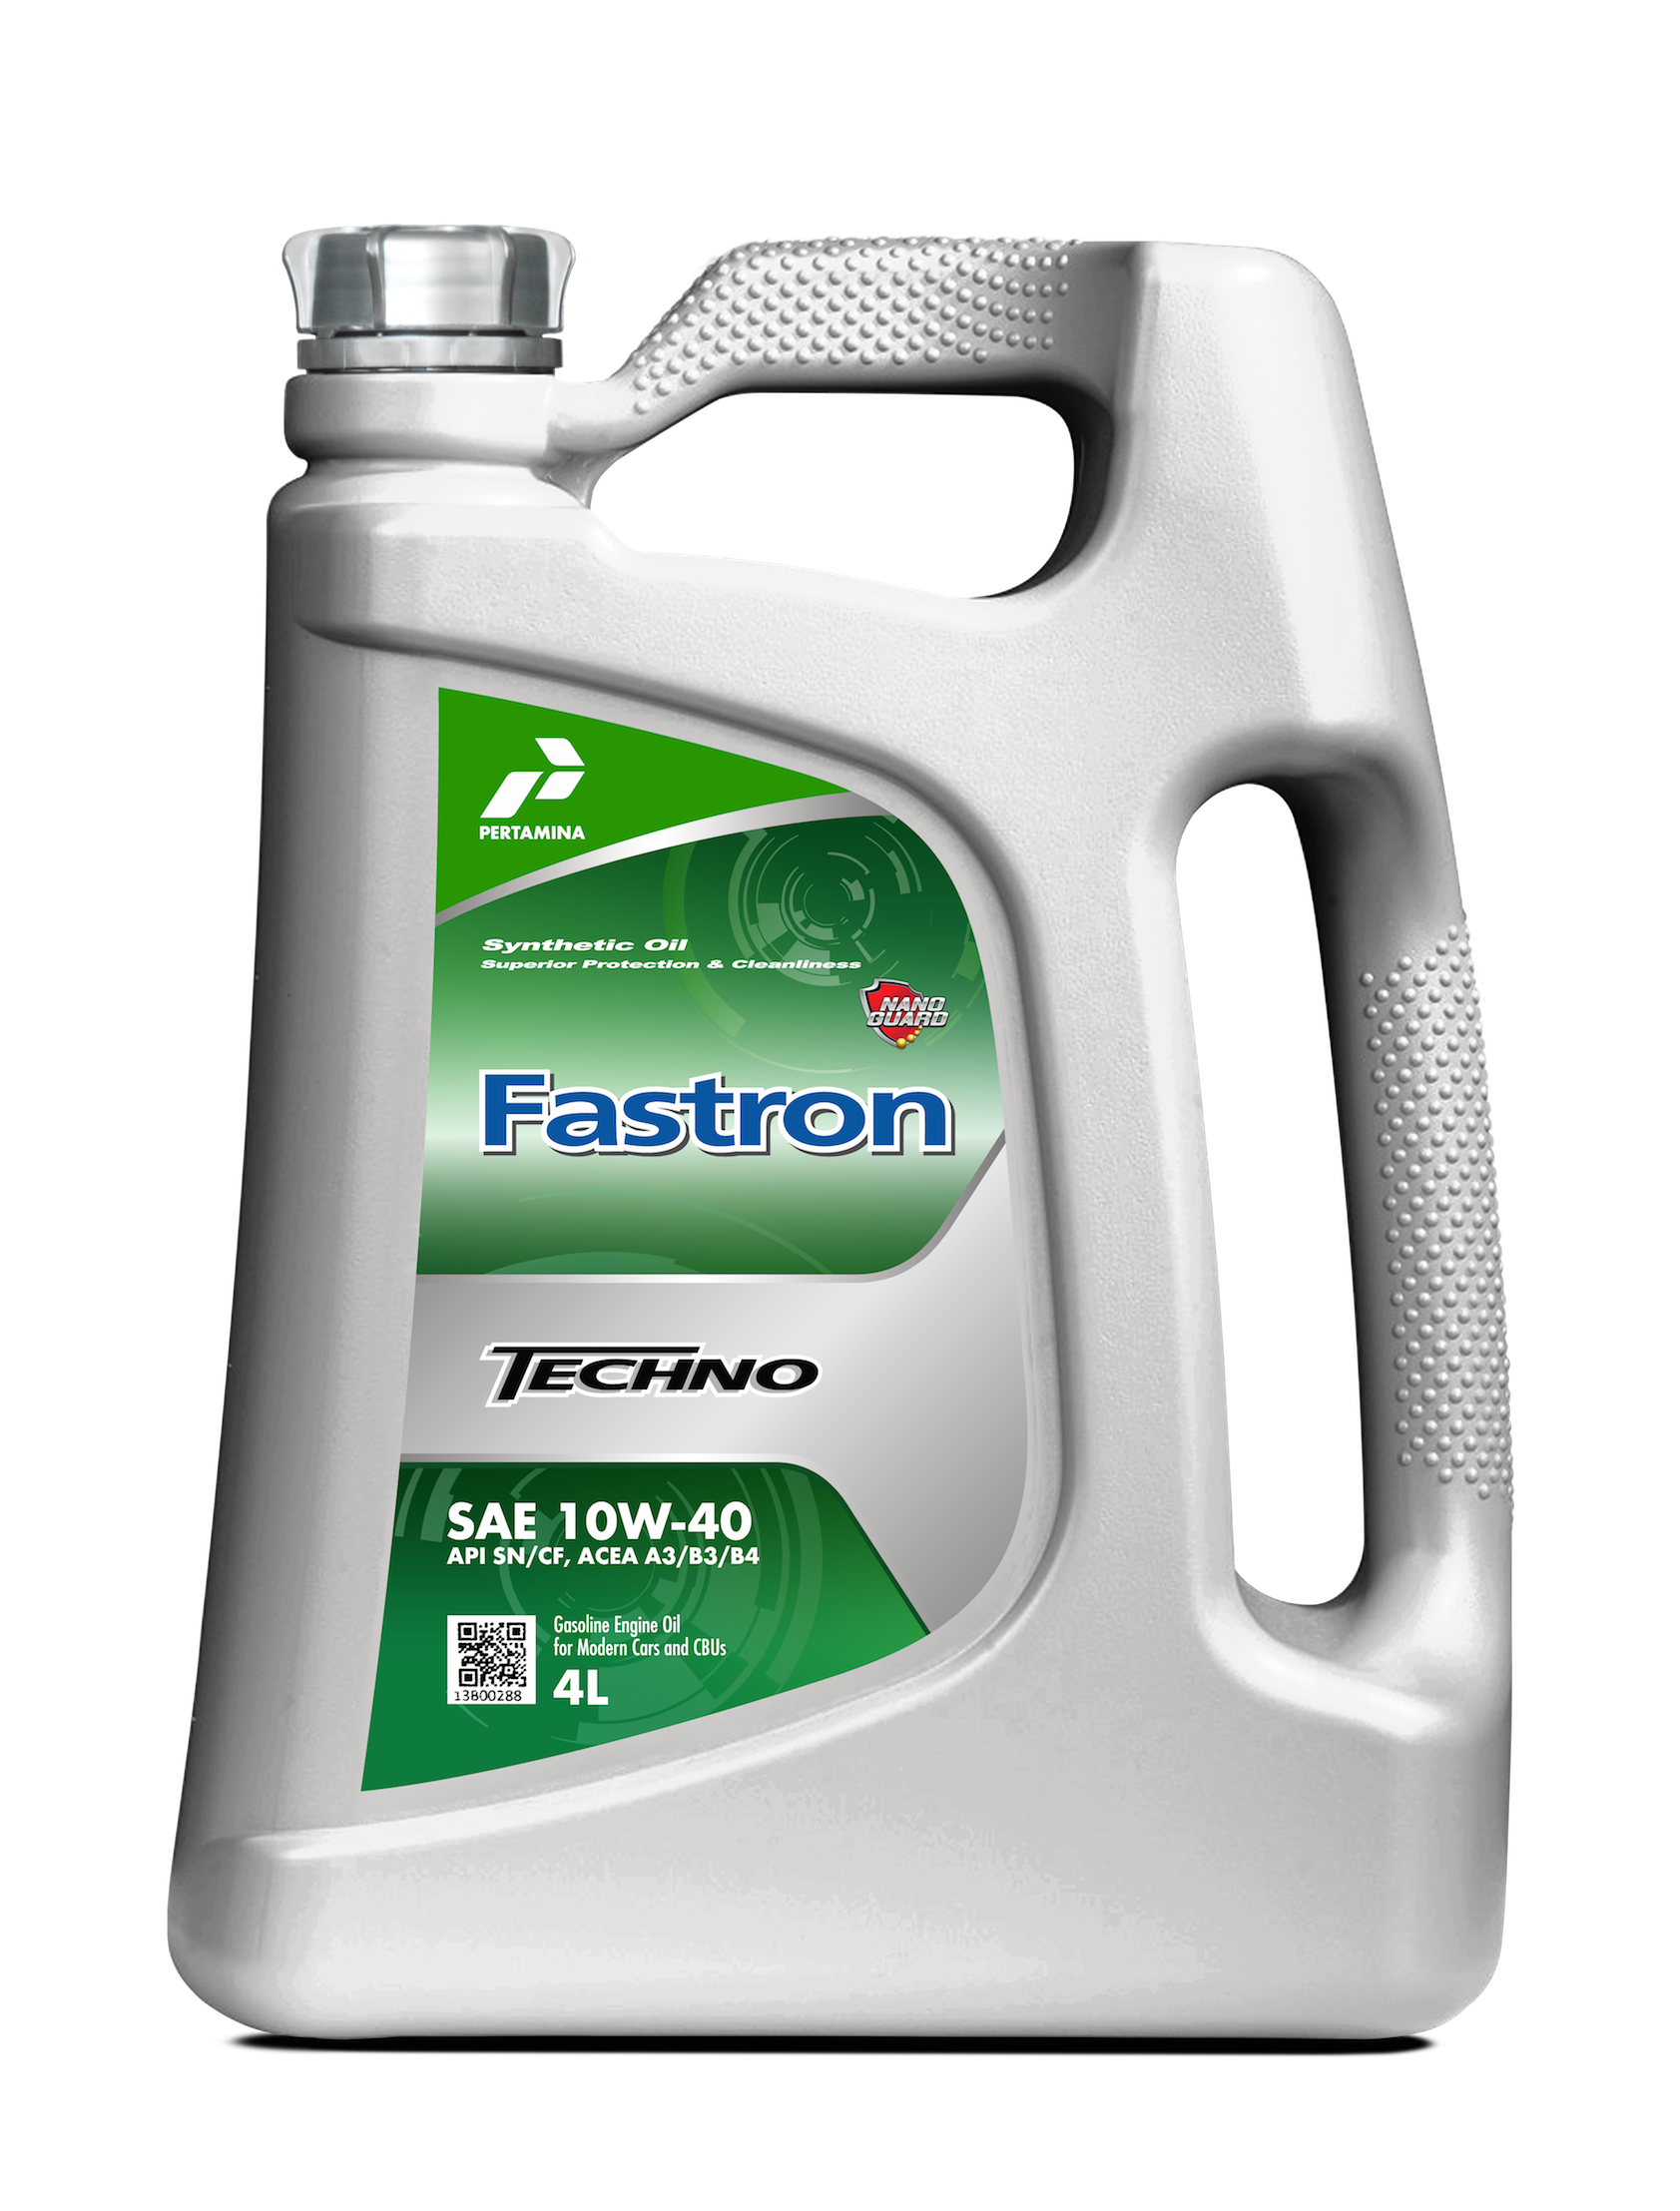 PERTAMINA
Synthetic Oil
Superior Protection & Cleanliness
NANO
GUARD
Fastron
TECHNO
SAE 10W-40
API SN/CF, ACEA A3/B3/B4
Gasoline Engine Oil
for Modern Cars and CBUs
4L
13B00288